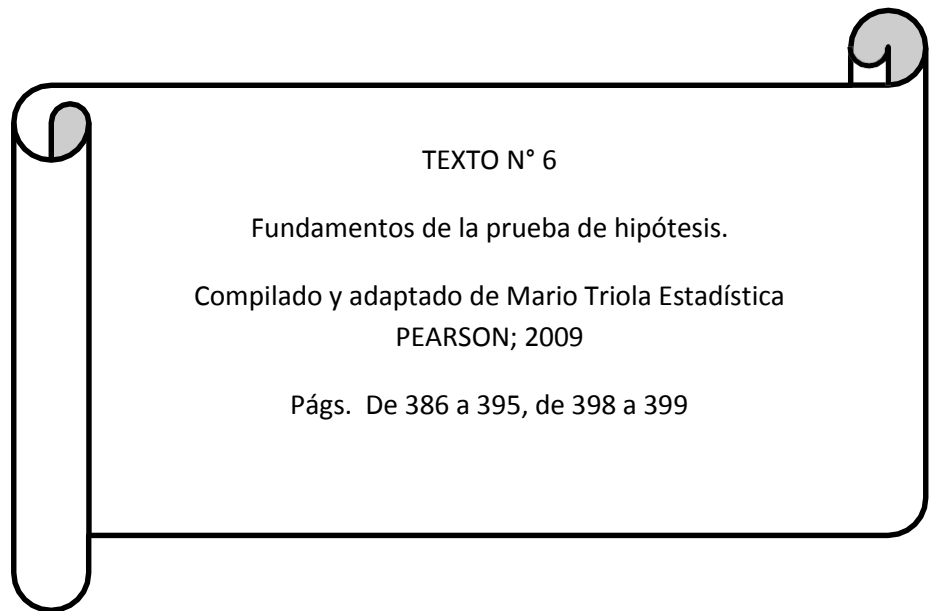 TEXTO N° 6
Fundamentos de la prueba de hipótesis.
Compilado y adaptado de Mario Triola Estadística
PEARSON; 2009
Págs. De 386 a 395, de 398 a 399